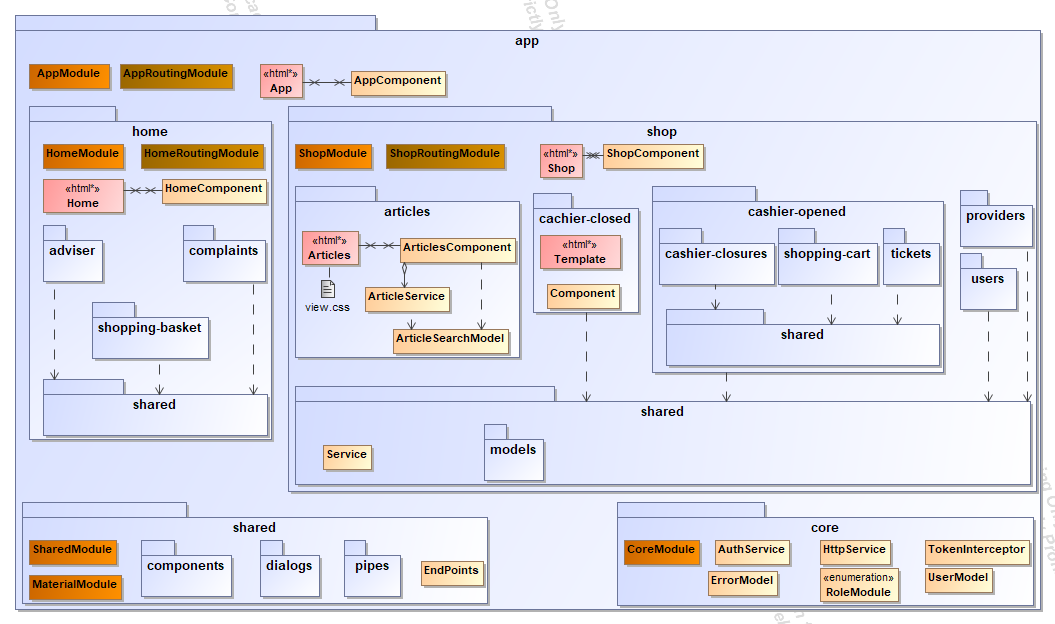 app
AppModule
AppRoutingModule
«html*»
App
AppComponent
home
HomeModule
HomeRoutingModule
«html*»
Home
HomeComponent
adviser
complaints
shopping-basket
shared
shop
ShopModule
ShopRoutingModule
«html*»
Shop
ShopComponent
articles
«html*»
Articles
ArticlesComponent
view.css
ArticleService
ArticleSearchModel
cachier-closed
«html*»
Template
Component
cashier-opened
cashier-closures
shopping-cart
tickets
shared
providers
users
shared
Service
models
shared
SharedModule
MaterialModule
components
dialogs
pipes
EndPoints
core
CoreModule
AuthService
HttpService
TokenInterceptor
ErrorModel
«enumeration»
RoleModule
UserModel